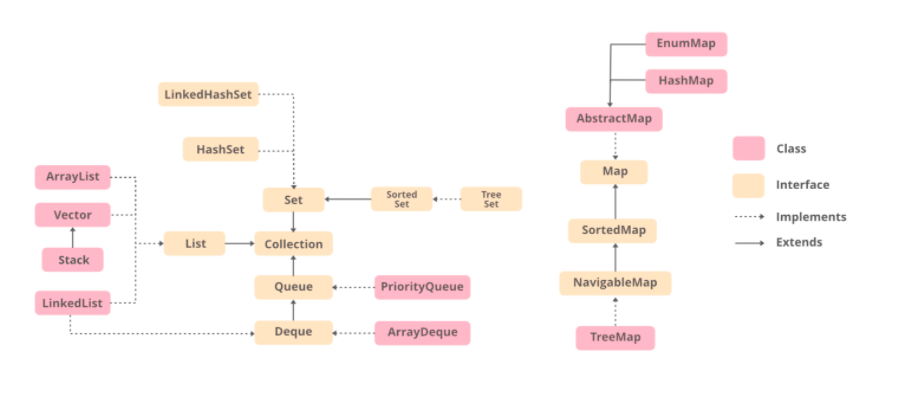 EnumMap
HashMap
AbstractMap
Map
SortedMap
NavigableMap
TreeMap
LinkedHashSet
HashSet
ArrayList
Vector
Stack
LinkedList
List
Set
Sorted
Set
Tree
Set
Collection
Queue
PriorityQueue
Deque
ArrayDeque
Class
Interface
Implements
Extends